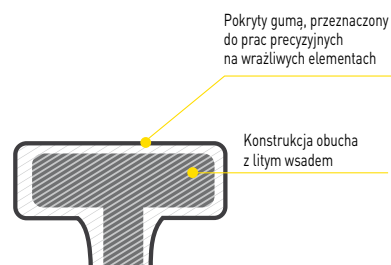 Pokryty gumą, przeznaczony
do prac precyzyjnych
na wrażliwych elementach
Konstrukcja obucha
z litym wsadem